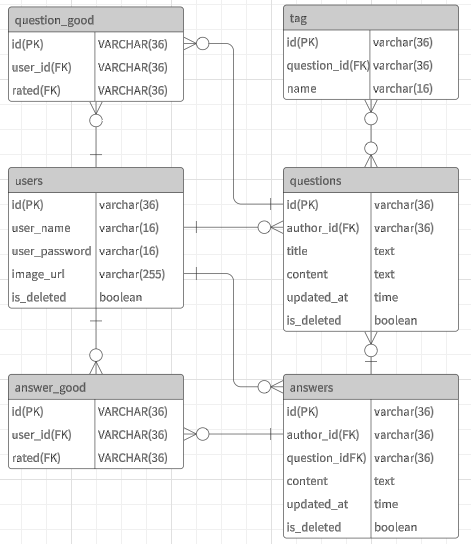 question_good
id(PK) VARCHAR(36)
user_id(FK) VARCHAR(36)
rated(FK) VARCHAR(36)
tag
id(PK) varchar(36)
question_id(FK) varchar(36)
name varchar(16)
users
id(PK) varchar(36)
user_name varchar(16)
user_password varchar(16)
image_url varchar(255)
is_deleted boolean
questions
id(PK) varchar(36)
author_id(FK) varchar(36)
title text
content text
updated_at time
is_deleted boolean
answer_good
id(PK) VARCHAR(36)
user_id(FK) VARCHAR(36)
rated(FK) VARCHAR(36)
answers
id(PK) varchar(36)
author_id(FK) varchar(36)
question_idFK) varchar(36)
content text
updated_at time
is_deleted boolean